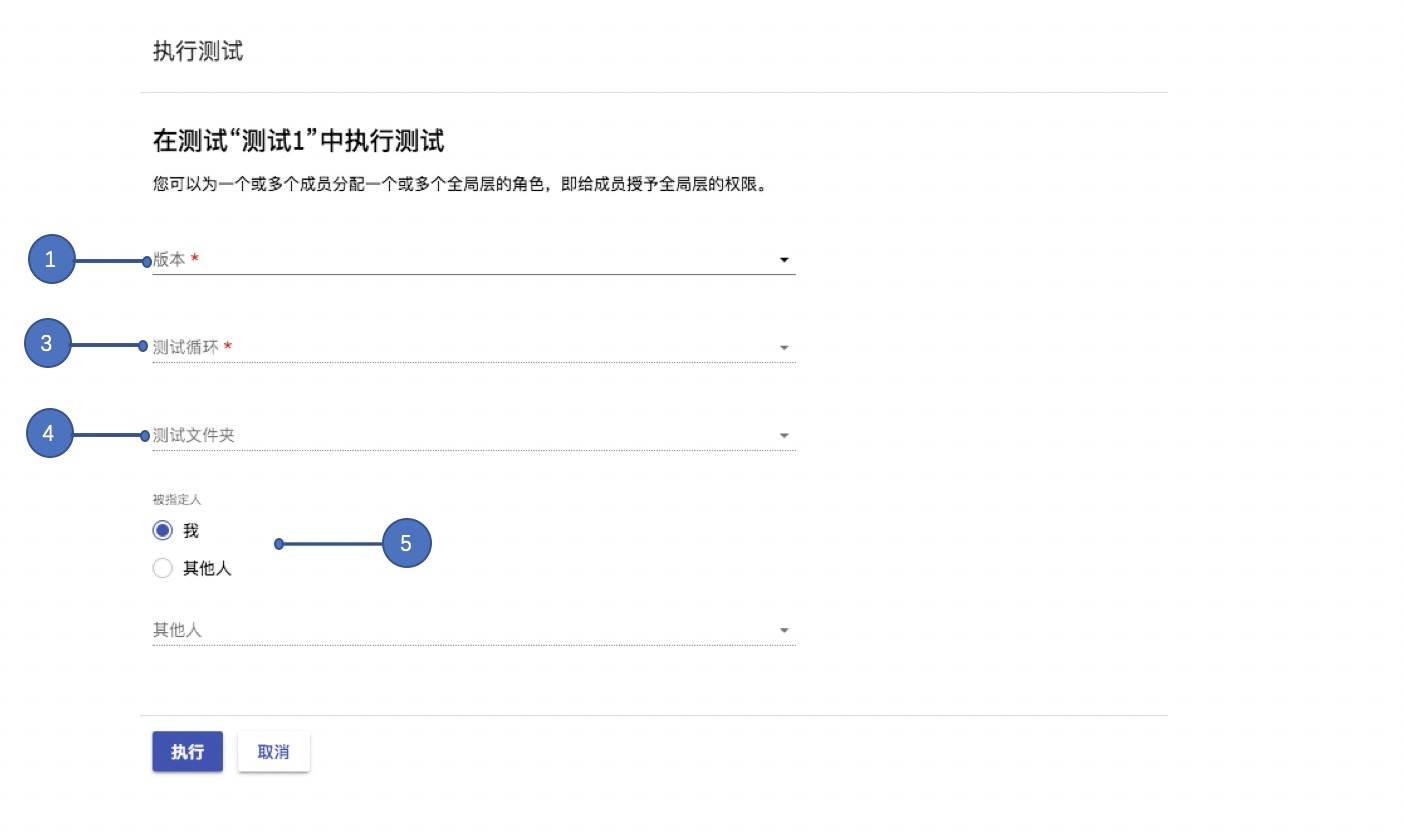 执行测试
在测试“测试1”中执行测试
您可以为一个或多个成员分配一个或多个全局层的角色，即给成员授予全局层的权限。
1 版本 *
3 测试循环 *
4 测试文件夹
被指定人
我
5
其他人
其他人
执行 取消